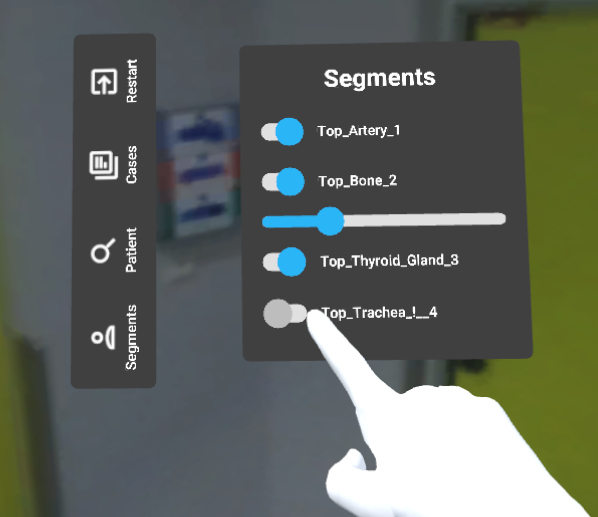 Restart
Cases
Patient
Segments
Segments
Top_Artery_1
Top_Bone_2
Top_Thyroid_Gland_3
Top_Trachea_!__4